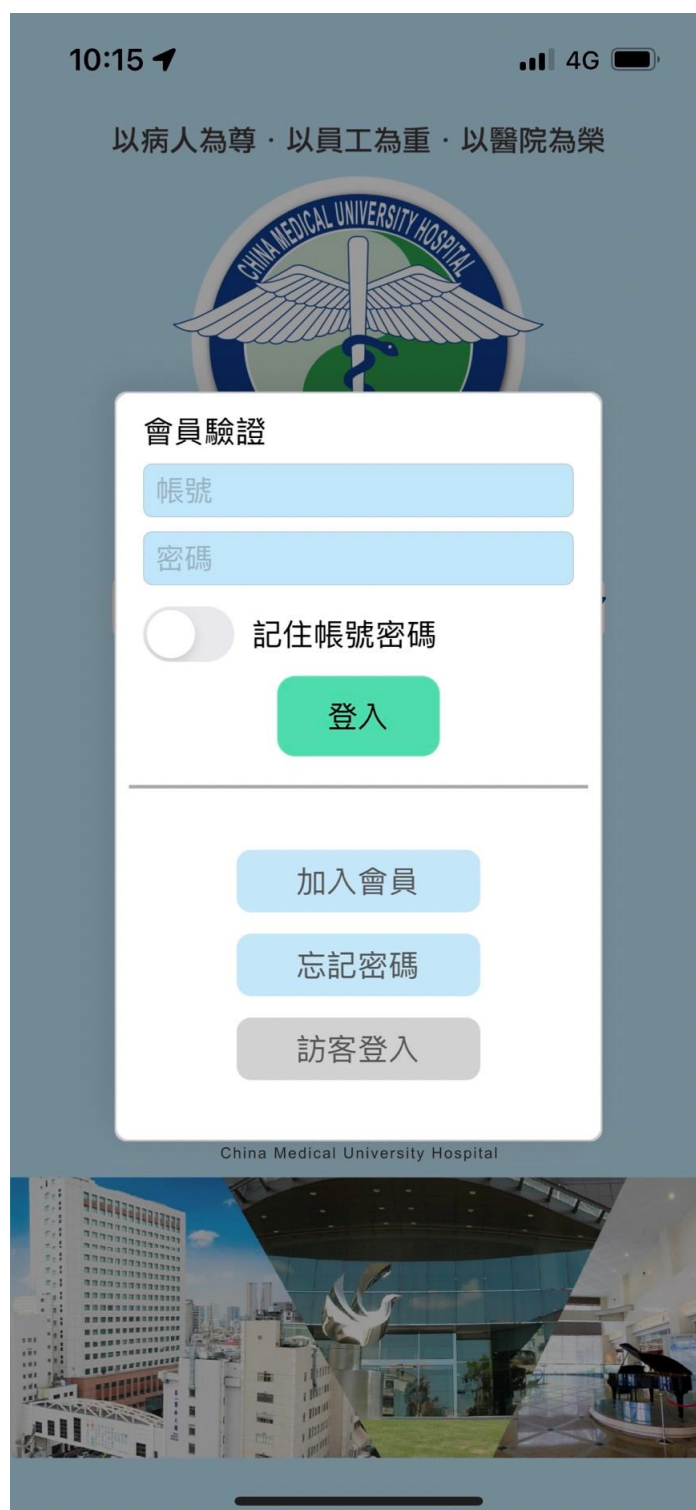 10:15
4G
以病人為尊・以員工為重・以醫院為榮
CHINA MEDICAL UNIVERSITY HOSPITAL
會員驗證
帳號
密碼
記住帳號密碼
登入
加入會員
忘記密碼
訪客登入
China Medical University Hospital